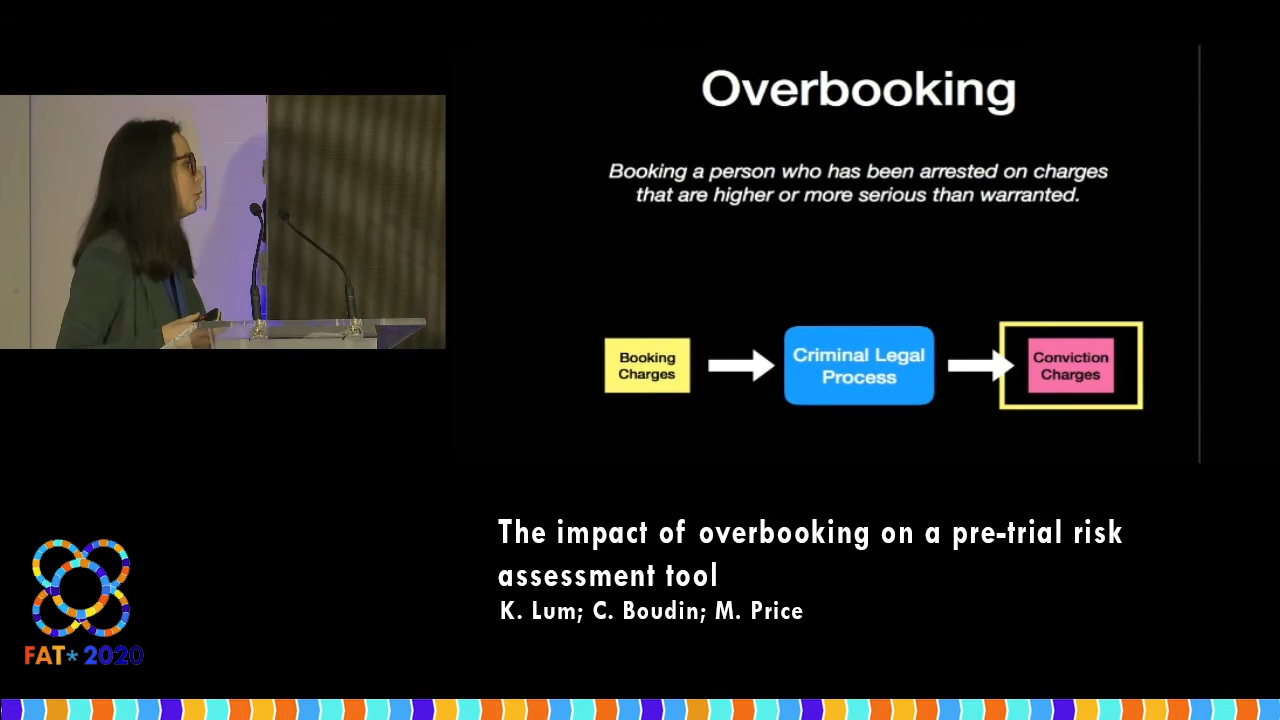 Overbooking
Booking a person who has been arrested on charges
that are higher or more serious than warranted.
Booking
Charges
Criminal Legal
Process
Conviction
Charges
The impact of overbooking on a pre-trial risk
assessment tool
K. Lum; C. Boudin; M. Price
FAT* 2020